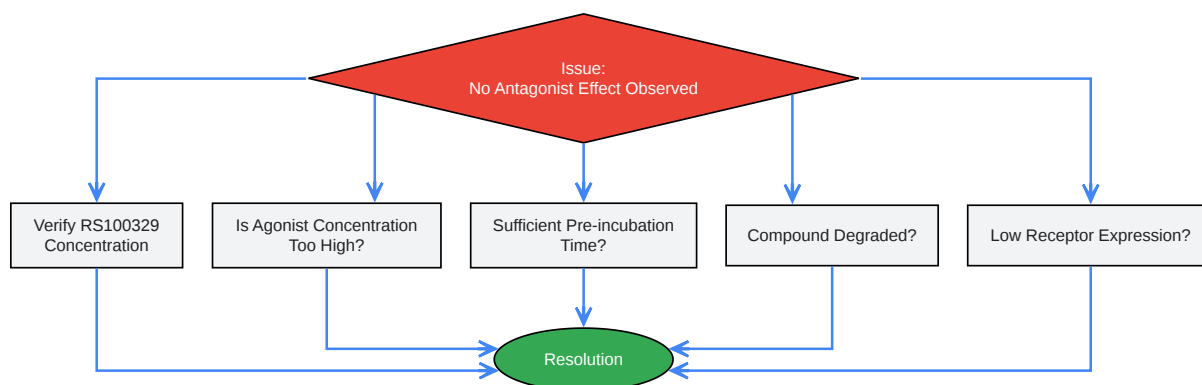 Issue:
No Antagonist Effect Observed
Verify RS100329
Concentration
Is Agonist Concentration
Too High?
Sufficient Pre-incubation
Time?
Compound Degraded?
Low Receptor Expression?
Resolution